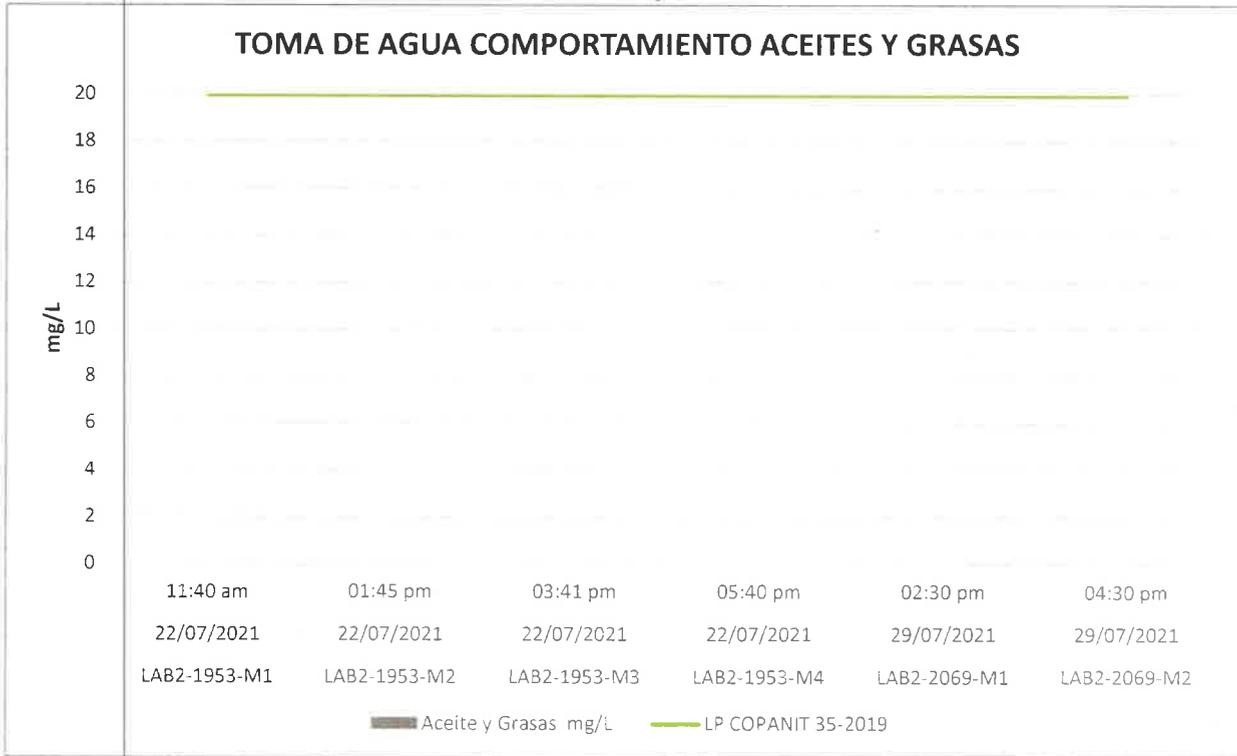 TOMA DE AGUA COMPORTAMIENTO ACEITES Y GRASAS
20
18
16
14
12
10
8
6
4
2
0
mg/L
11:40 am 01:45 pm 03:41 pm 05:40 pm 02:30 pm 04:30 pm
22/07/2021 22/07/2021 22/07/2021 22/07/2021 29/07/2021 29/07/2021
LAB2-1953-M1 LAB2-1953-M2 LAB2-1953-M3 LAB2-1953-M4 LAB2-2069-M1 LAB2-2069-M2
Aceite y Grasas mg/L LP COPANIT 35-2019